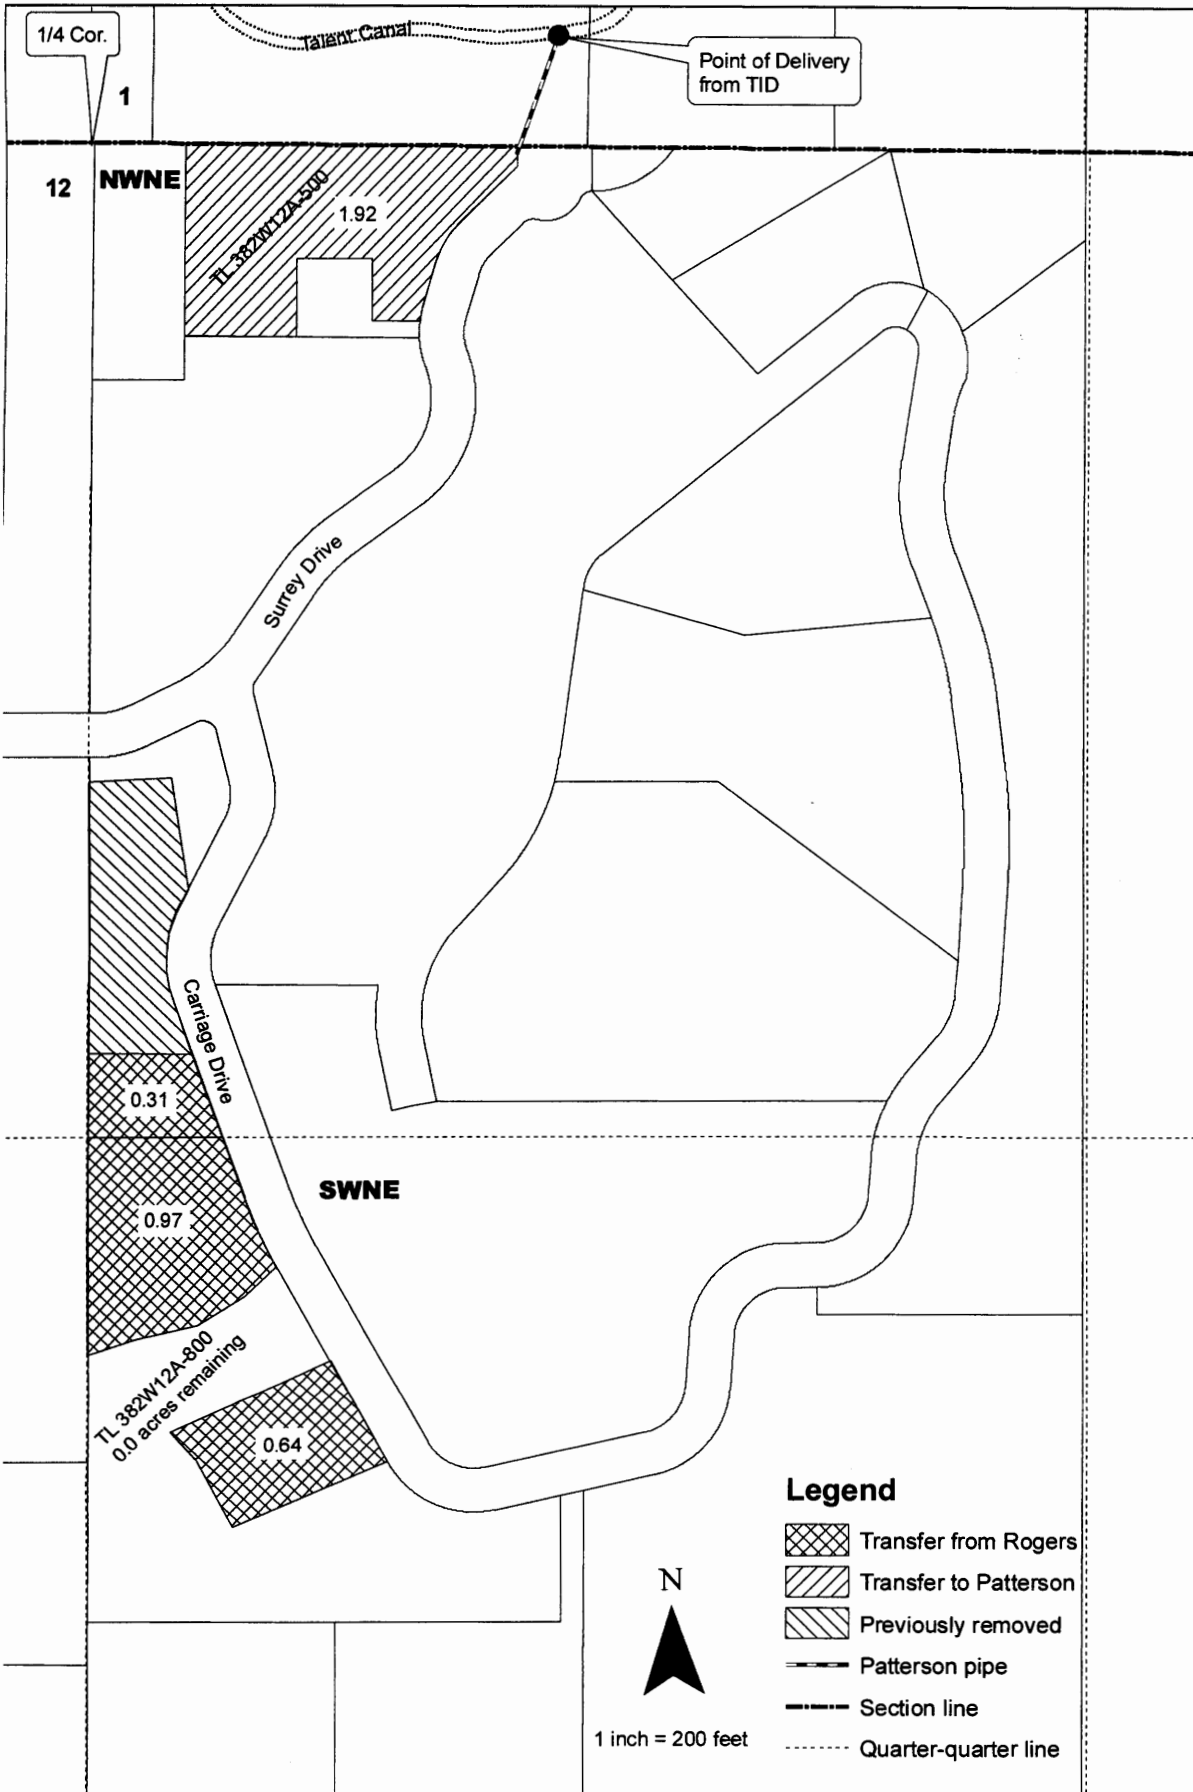 1/4 Cor.
Talent Canal
Point of Delivery
from TID
1
12
NWNE
TL 382W12A-500
1.92
Surrey Drive
Carriage Drive
0.31
SWNE
0.97
TL 382W12A-800
0.0 acres remaining
0.64
Legend
Transfer from Rogers
Transfer to Patterson
Previously removed
Patterson pipe
Section line
Quarter-quarter line
N
1 inch = 200 feet